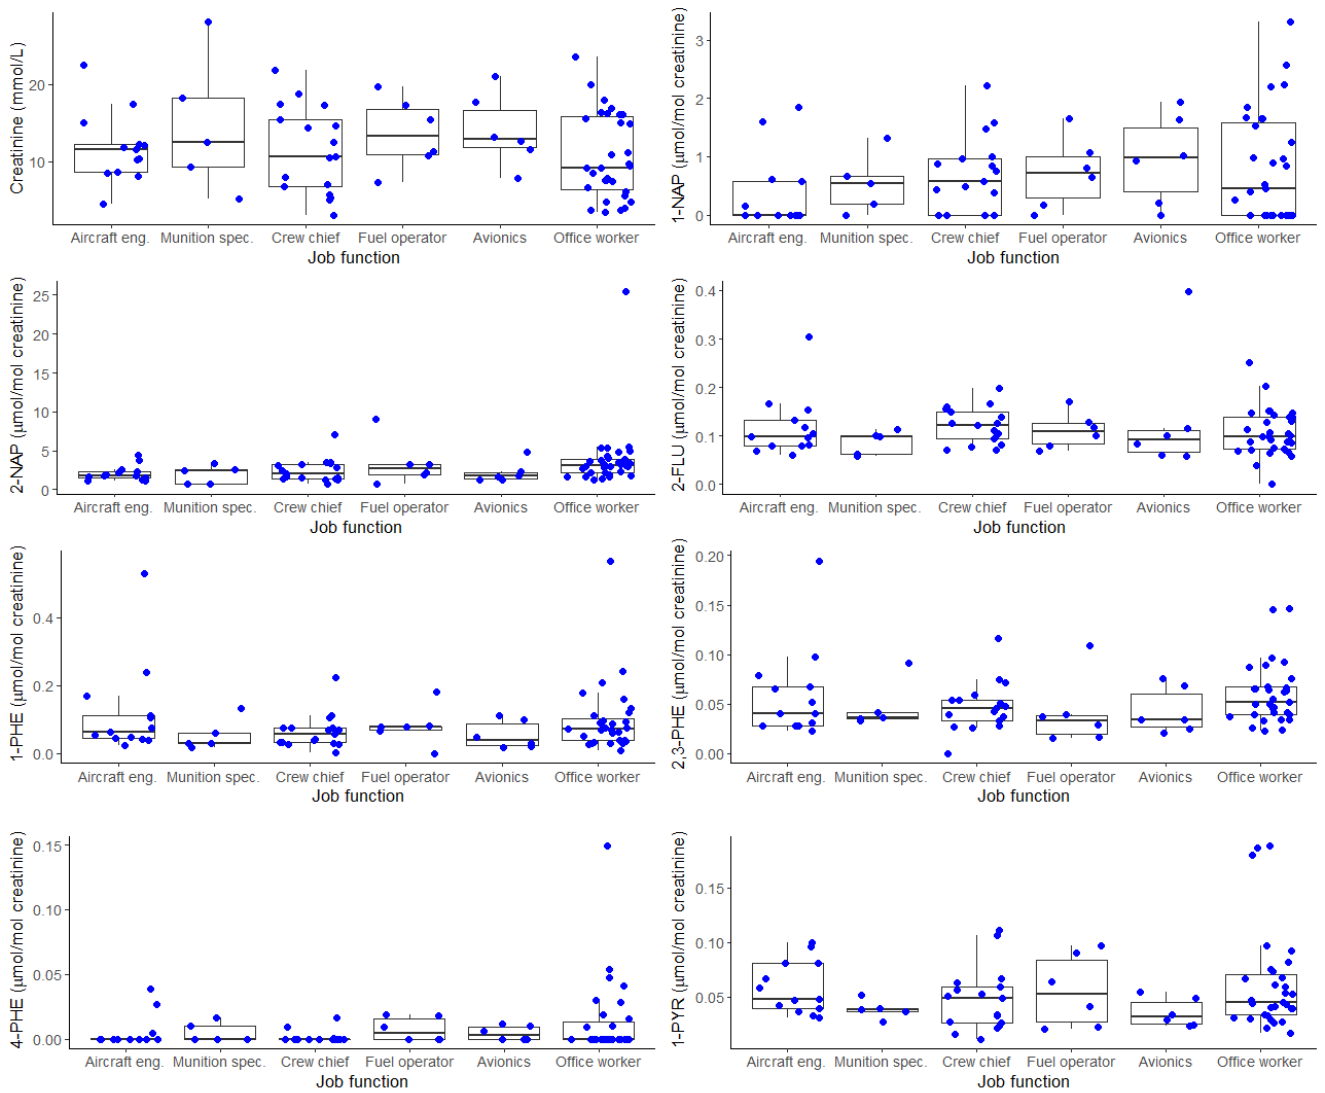 Creatinine (mmol/L)
20
10
Aircraft eng. Munition spec. Crew chief Fuel operator Avionics Office worker
Job function
1-NAP (μmol/mol creatinine)
3
2
1
0
Aircraft eng. Munition spec. Crew chief Fuel operator Avionics Office worker
Job function
2-NAP (μmol/mol creatinine)
25
20
15
10
5
0
Aircraft eng. Munition spec. Crew chief Fuel operator Avionics Office worker
Job function
2-FLU (μmol/mol creatinine)
0.4
0.3
0.2
0.1
0.0
Aircraft eng. Munition spec. Crew chief Fuel operator Avionics Office worker
Job function
1-PHE (μmol/mol creatinine)
0.4
0.2
0.0
Aircraft eng. Munition spec. Crew chief Fuel operator Avionics Office worker
Job function
2,3-PHE (μmol/mol creatinine)
0.20
0.15
0.10
0.05
0.00
Aircraft eng. Munition spec. Crew chief Fuel operator Avionics Office worker
Job function
4-PHE (μmol/mol creatinine)
0.15
0.10
0.05
0.00
Aircraft eng. Munition spec. Crew chief Fuel operator Avionics Office worker
Job function
1-PYR (μmol/mol creatinine)
0.15
0.10
0.05
Aircraft eng. Munition spec. Crew chief Fuel operator Avionics Office worker
Job function